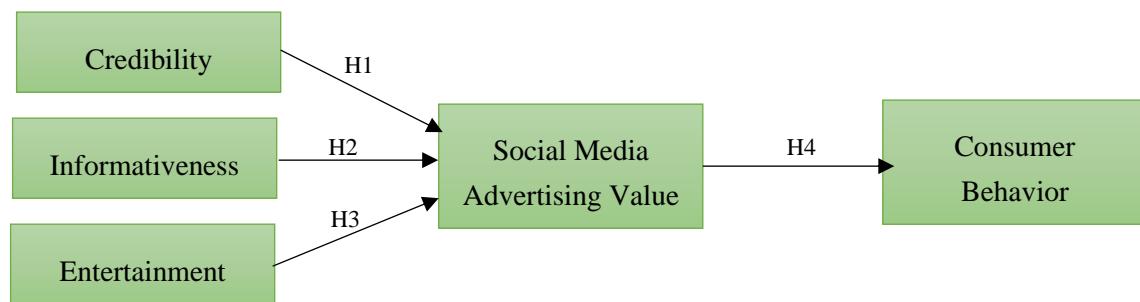 Credibility
H1
Informativeness
H2
Entertainment
H3
Social Media
Advertising Value
H4
Consumer
Behavior